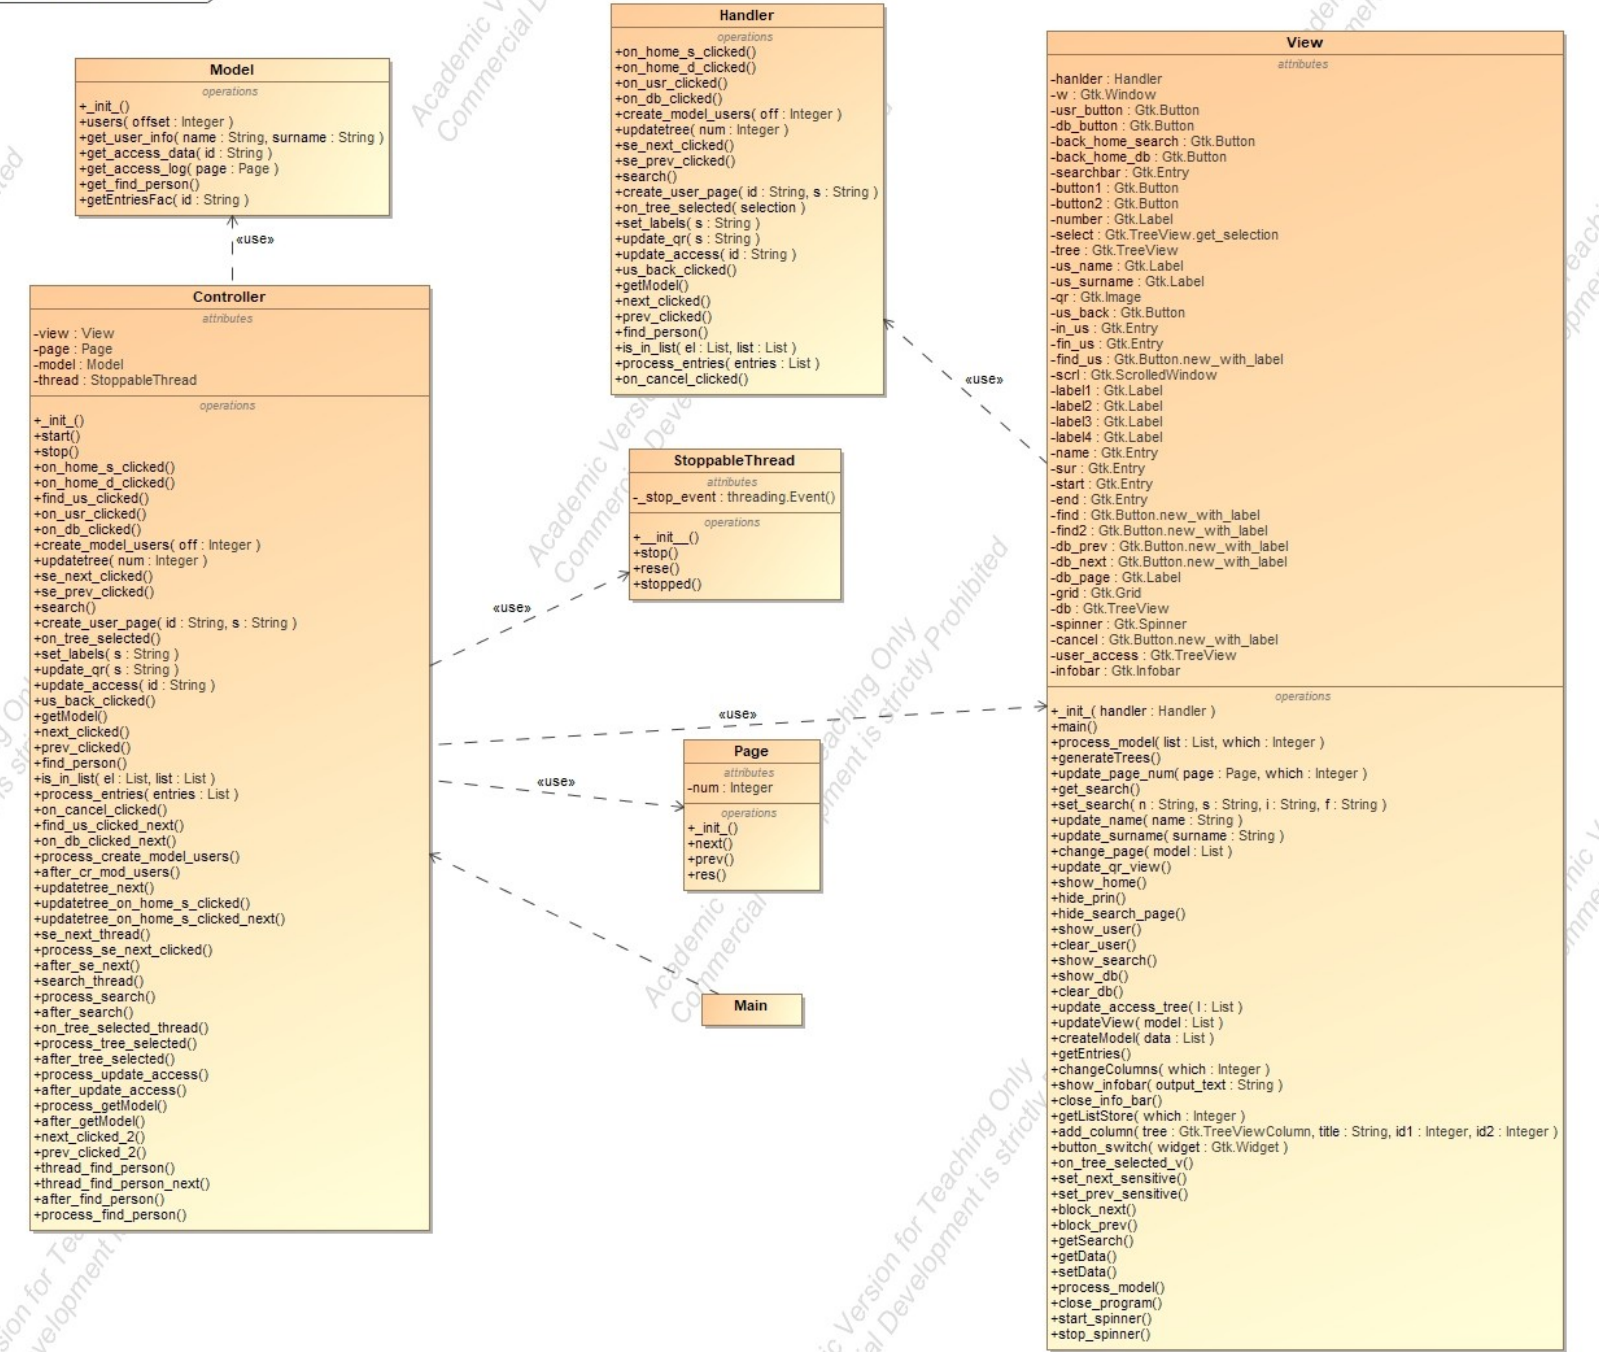 Model
operations
+_init_()
+users( offset : Integer )
+get_user_info( name : String, surname : String )
+get_access_data( id : String )
+get_access_log( page : Page )
+get_find_person()
+getEntriesFac( id : String )
«use»
Controller
attributes
-view : View
-page : Page
-model : Model
-thread : StoppableThread
operations
+_init_()
+start()
+stop()
+on_home_s_clicked()
+on_home_d_clicked()
+find_us_clicked()
+on_usr_clicked()
+on_db_clicked()
+create_model_users( off : Integer )
+updatetree( num : Integer )
+se_next_clicked()
+se_prev_clicked()
+search()
+create_user_page( id : String, s : String )
+on_tree_selected()
+set_labels( s : String )
+update_qr( s : String )
+update_access( id : String )
+us_back_clicked()
+getModel()
+next_clicked()
+prev_clicked()
+find_person()
+is_in_list( el : List, list : List )
+process_entries( entries : List )
+on_cancel_clicked()
+find_us_clicked_next()
+on_db_clicked_next()
+process_create_model_users()
+after_cr_mod_users()
+updatetree_next()
+updatetree_on_home_s_clicked()
+updatetree_on_home_s_clicked_next()
+se_next_thread()
+process_se_next_clicked()
+after_se_next()
+search_thread()
+process_search()
+after_search()
+on_tree_selected_thread()
+process_tree_selected()
+after_tree_selected()
+process_update_access()
+after_update_access()
+process_getModel()
+after_getModel()
+next_clicked_2()
+prev_clicked_2()
+thread_find_person()
+thread_find_person_next()
+after_find_person()
+process_find_person()
Handler
operations
+on_home_s_clicked()
+on_home_d_clicked()
+on_usr_clicked()
+on_db_clicked()
+create_model_users( off : Integer )
+updatetree( num : Integer )
+se_next_clicked()
+se_prev_clicked()
+search()
+create_user_page( id : String, s : String )
+on_tree_selected( selection )
+set_labels( s : String )
+update_qr( s : String )
+update_access( id : String )
+us_back_clicked()
+getModel()
+next_clicked()
+prev_clicked()
+find_person()
+is_in_list( el : List, list : List )
+process_entries( entries : List )
+on_cancel_clicked()
«use»
StoppableThread
attributes
-_stop_event : threading.Event()
operations
+__init__()
+stop()
+rese()
+stopped()
«use»
«use»
«use»
Page
attributes
-num : Integer
operations
+_init_()
+next()
+prev()
+res()
Main
View
attributes
-hanlder : Handler
-w : Gtk.Window
-usr_button : Gtk.Button
-db_button : Gtk.Button
-back_home_search : Gtk.Button
-back_home_db : Gtk.Button
-searchbar : Gtk.Entry
-button1 : Gtk.Button
-button2 : Gtk.Button
-number : Gtk.Label
-select : Gtk.TreeView.get_selection
-tree : Gtk.TreeView
-us_name : Gtk.Label
-us_surname : Gtk.Label
-qr : Gtk.Image
-us_back : Gtk.Button
-in_us : Gtk.Entry
-fin_us : Gtk.Entry
-find_us : Gtk.Button.new_with_label
-scrl : Gtk.ScrolledWindow
-label1 : Gtk.Label
-label2 : Gtk.Label
-label3 : Gtk.Label
-label4 : Gtk.Label
-name : Gtk.Entry
-sur : Gtk.Entry
-start : Gtk.Entry
-end : Gtk.Entry
-find : Gtk.Button.new_with_label
-find2 : Gtk.Button.new_with_label
-db_prev : Gtk.Button.new_with_label
-db_next : Gtk.Button.new_with_label
-db_page : Gtk.Label
-grid : Gtk.Grid
-db : Gtk.TreeView
-spinner : Gtk.Spinner
-cancel : Gtk.Button.new_with_label
-user_access : Gtk.TreeView
-infobar : Gtk.Infobar
operations
+_init_( handler : Handler )
+main()
+process_model( list : List, which : Integer )
+generateTrees()
+update_page_num( page : Page, which : Integer )
+get_search()
+set_search( n : String, s : String, i : String, f : String )
+update_name( name : String )
+update_surname( surname : String )
+change_page( model : List )
+update_qr_view()
+show_home()
+hide_prin()
+hide_search_page()
+show_user()
+clear_user()
+show_search()
+show_db()
+clear_db()
+update_access_tree( l : List )
+updateView( model : List )
+createModel( data : List )
+getEntries()
+changeColumns( which : Integer )
+show_infobar( output_text : String )
+close_info_bar()
+getListStore( which : Integer )
+add_column( tree : Gtk.TreeViewColumn, title : String, id1 : Integer, id2 : Integer )
+button_switch( widget : Gtk.Widget )
+on_tree_selected_v()
+set_next_sensitive()
+set_prev_sensitive()
+block_next()
+block_prev()
+getSearch()
+getData()
+setData()
+process_model()
+close_program()
+start_spinner()
+stop_spinner()